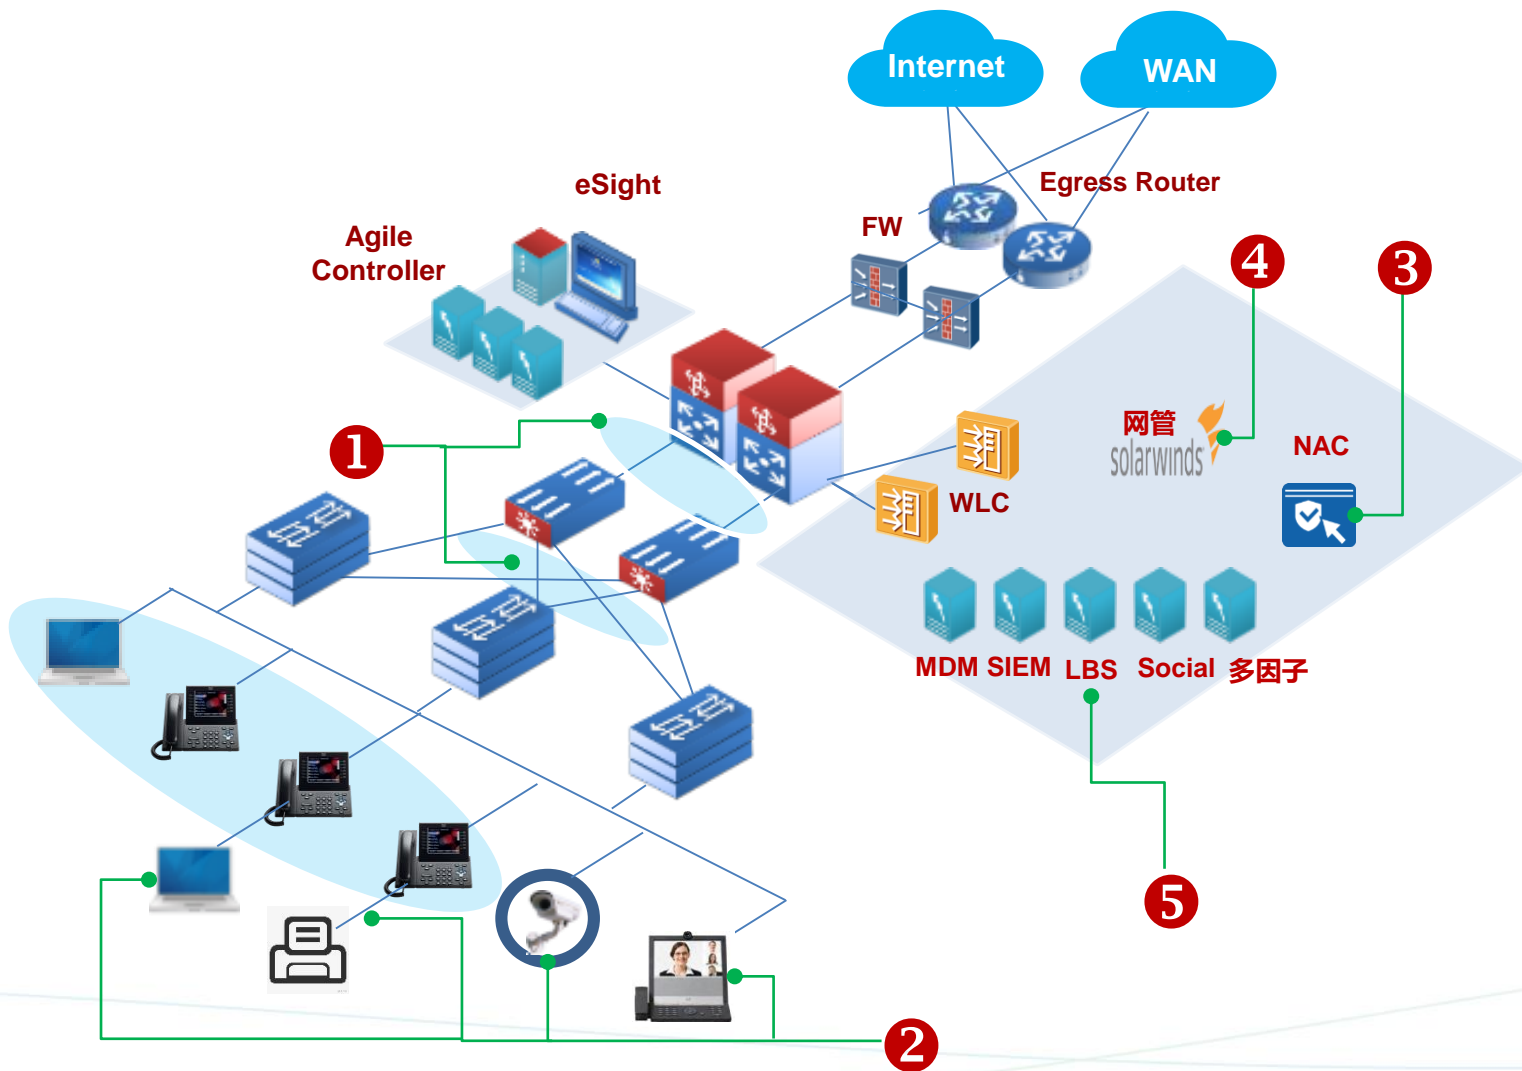 Internet
WAN
eSight
Egress Router
FW
Agile
Controller
4
3
1
网管
solarwinds
NAC
WLC
MDM
SIEM
LBS
Social
多因子
5
2